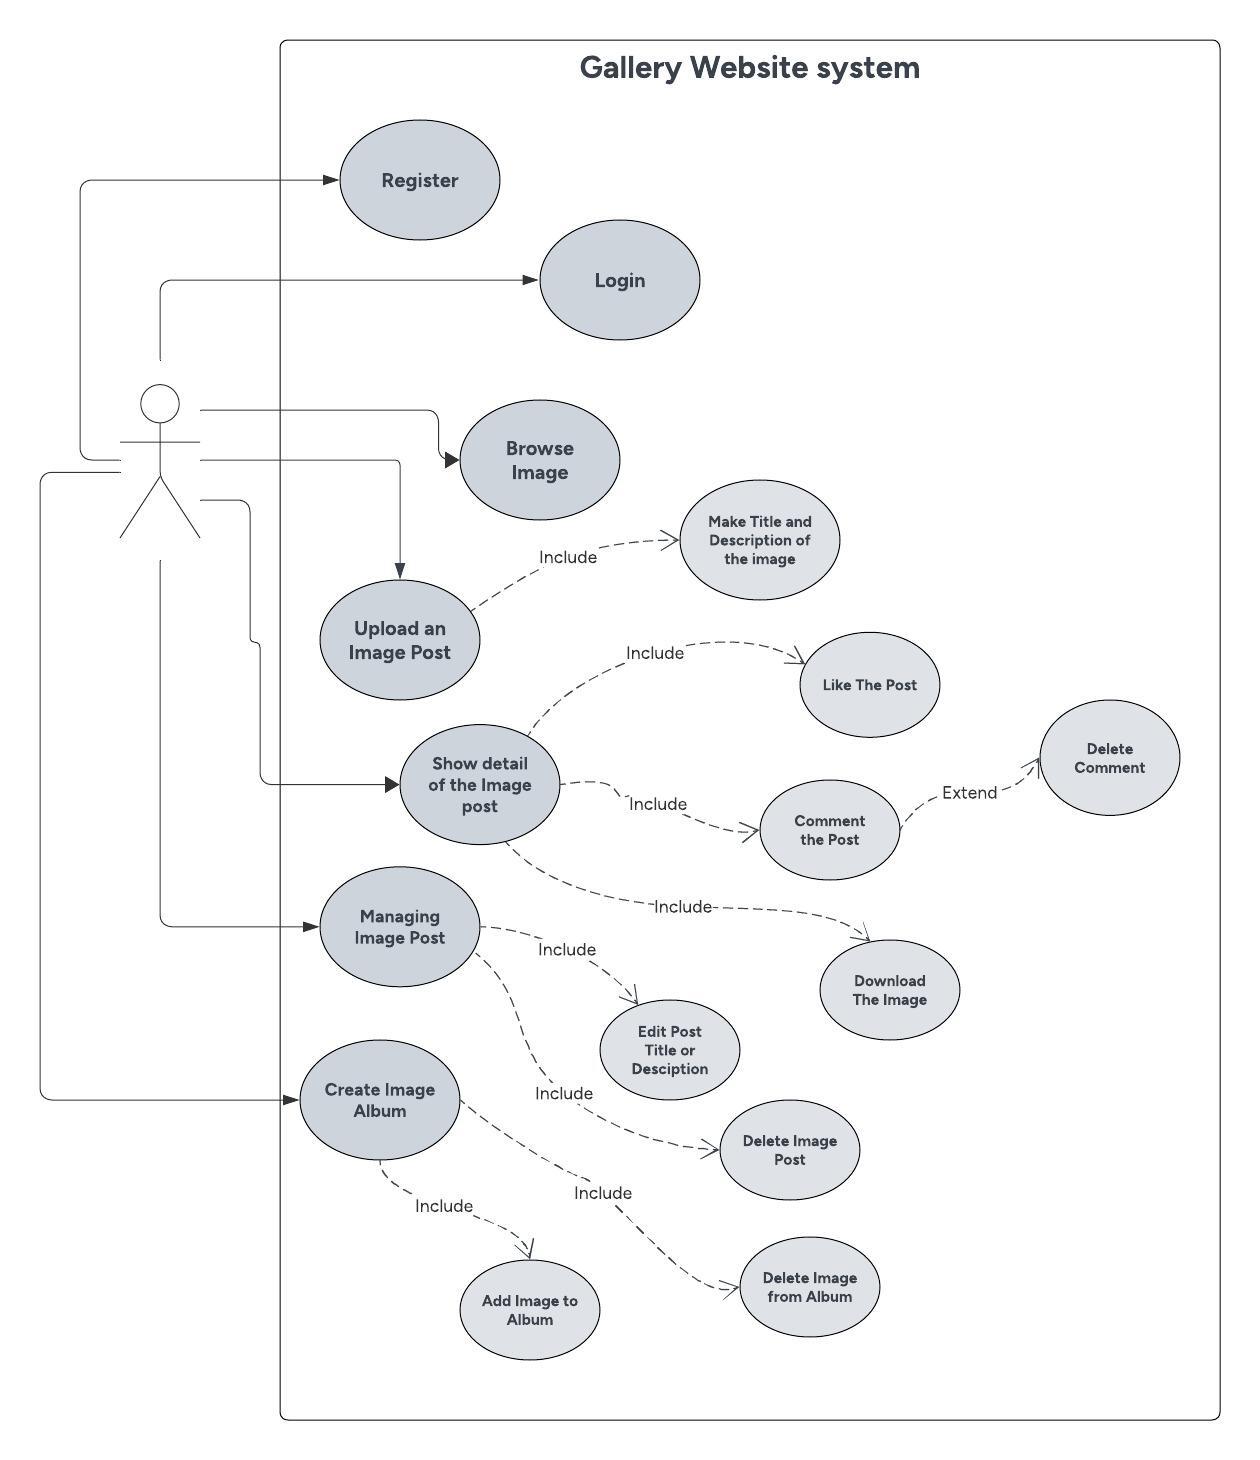 Gallery Website system
Register
Login
Browse
Image
Make Title and
Description of
the image
Include
Upload an
Image Post
Include
Like The Post
Show detail
of the Image
post
Include
Comment
the Post
Extend
Delete
Comment
Include
Download
The Image
Managing
Image Post
Include
Edit Post
Title or
Desciption
Include
Delete Image
Post
Create Image
Album
Include
Add Image to
Album
Include
Delete Image
from Album